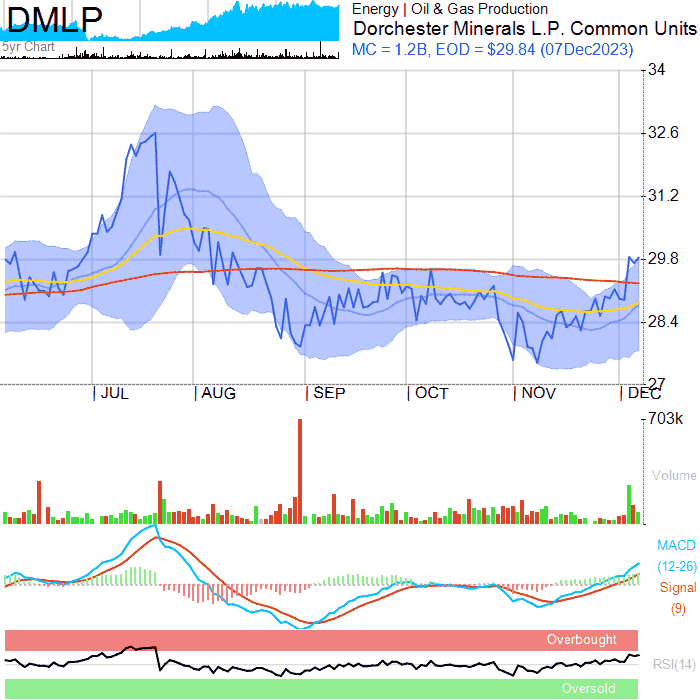 DMLP
5yr Chart
Energy | Oil & Gas Production
Dorchester Minerals L.P. Common Units
MC = 1.2B, EOD = $29.84 (07Dec2023)
34
32.6
31.2
29.8
28.4
27
JUL AUG SEP OCT NOV DEC
703k
Volume
MACD
(12-26)
Signal
(9)
Overbought
RSI(14)
Oversold